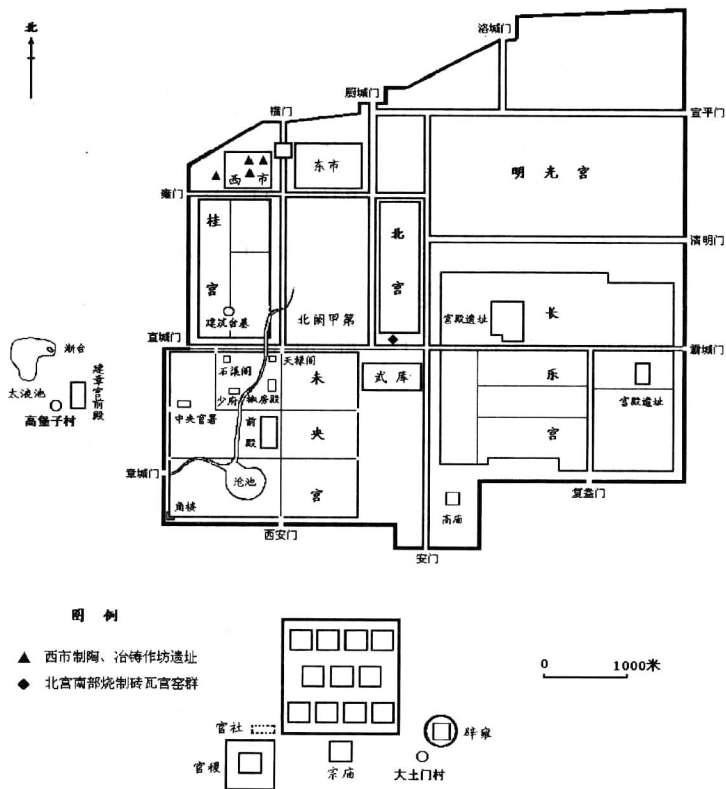 北
洛城门
厨城门
横门
宣平门
东市
西市
明光宫
雍门
桂宫
北宫
清明门
建筑台基
北阙甲第
宫殿遗址
长乐宫
直城门
霸城门
渐台
太液池
建章宫前殿
高堡子村
石渠阁
天禄阁
未央宫
武库
少府
椒房殿
中央官署
前殿
宫殿遗址
章城门
沧池
角楼
高庙
复盎门
西安门
安门
图例
西市制陶、冶铸作坊遗址
北宫南部烧制砖瓦官窑群
0 1000米
官社
官稷
宗庙
辟雍
大土门村